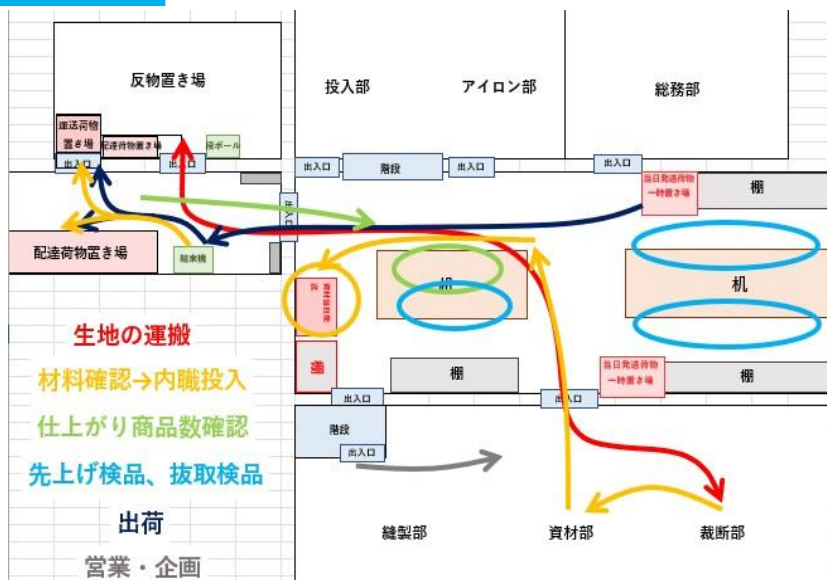 反物置き場
投入部
アイロン部
総務部
運送荷物
置き場
配達荷物置き場
段ボール
出入口
出入口
出入口
階段
出入口
出入口
当日発送荷物
一時置き場
棚
出入口
配達荷物置き場
結束機
机
机
棚
棚
当日発送荷物
一時置き場
棚
出入口
出入口
階段
出入口
生地の運搬
材料確認→内職投入
仕上がり商品数確認
先上げ検品、抜取検品
出荷
営業・企画
縫製部
資材部
裁断部